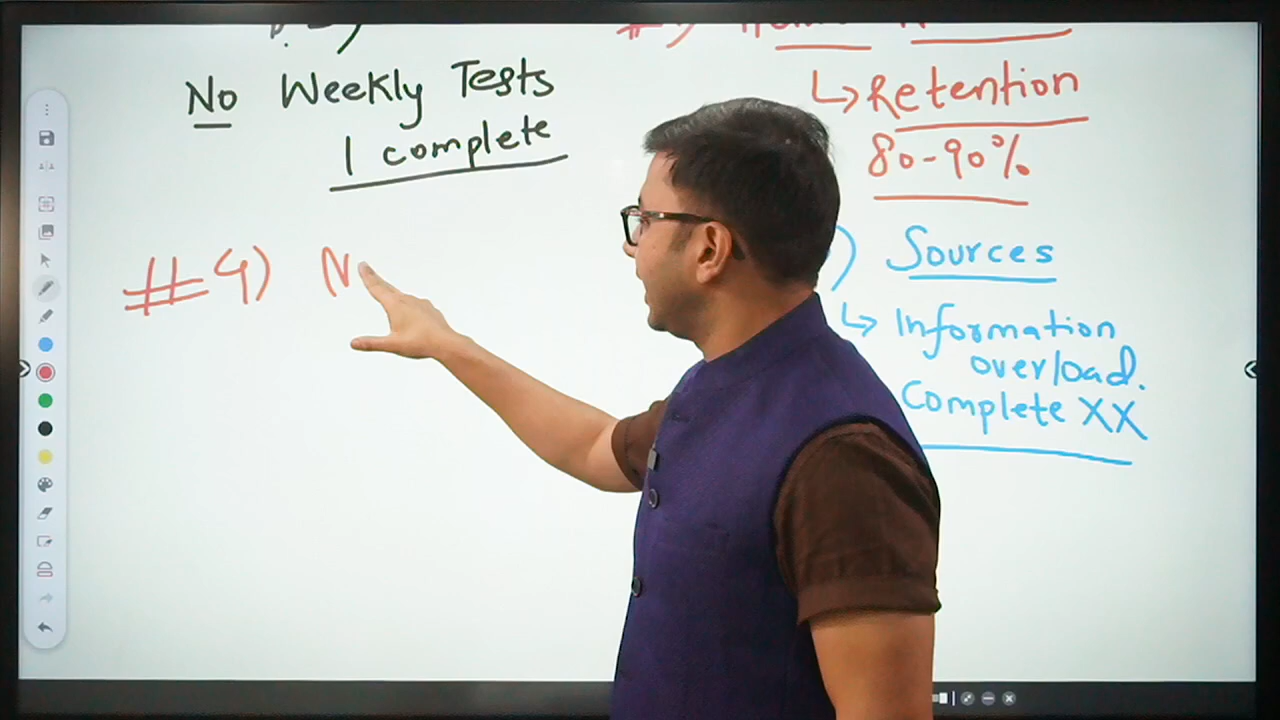 No Weekly Tests
1 complete
#4) N
↳ Retention
80-90%
) Sources
↳ Information
overload.
Complete XX